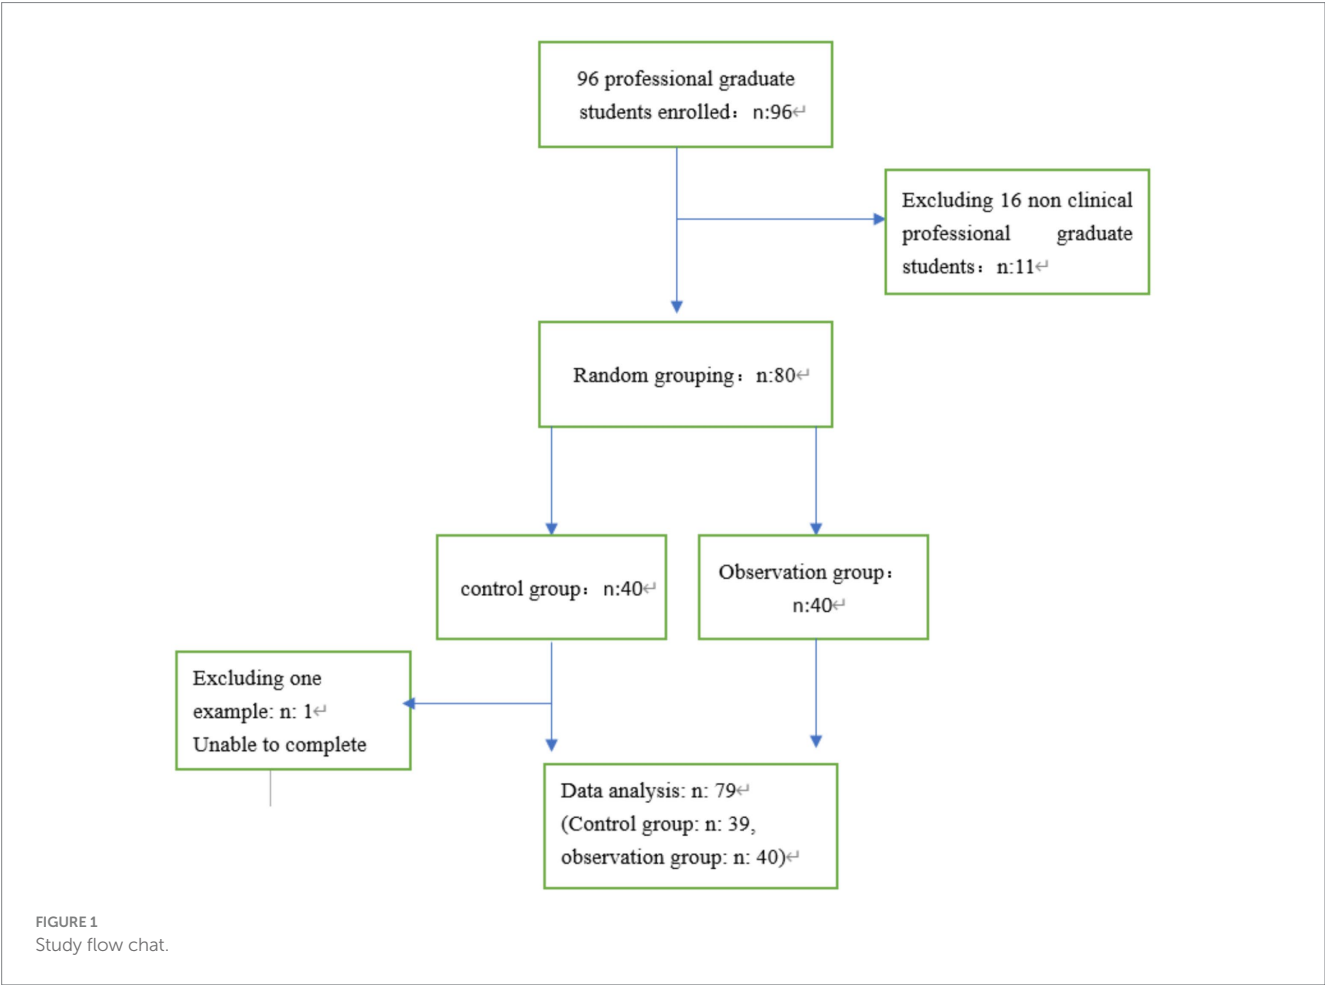 96 professional graduate
students enrolled：n:96↵
Excluding 16 non clinical
professional graduate
students：n:11↵
Random grouping：n:80↵
control group：n:40↵
Observation group：
n:40↵
Excluding one
example: n: 1↵
Unable to complete
Data analysis: n: 79↵
(Control group: n: 39,
observation group: n: 40)↵
FIGURE 1
Study flow chat.